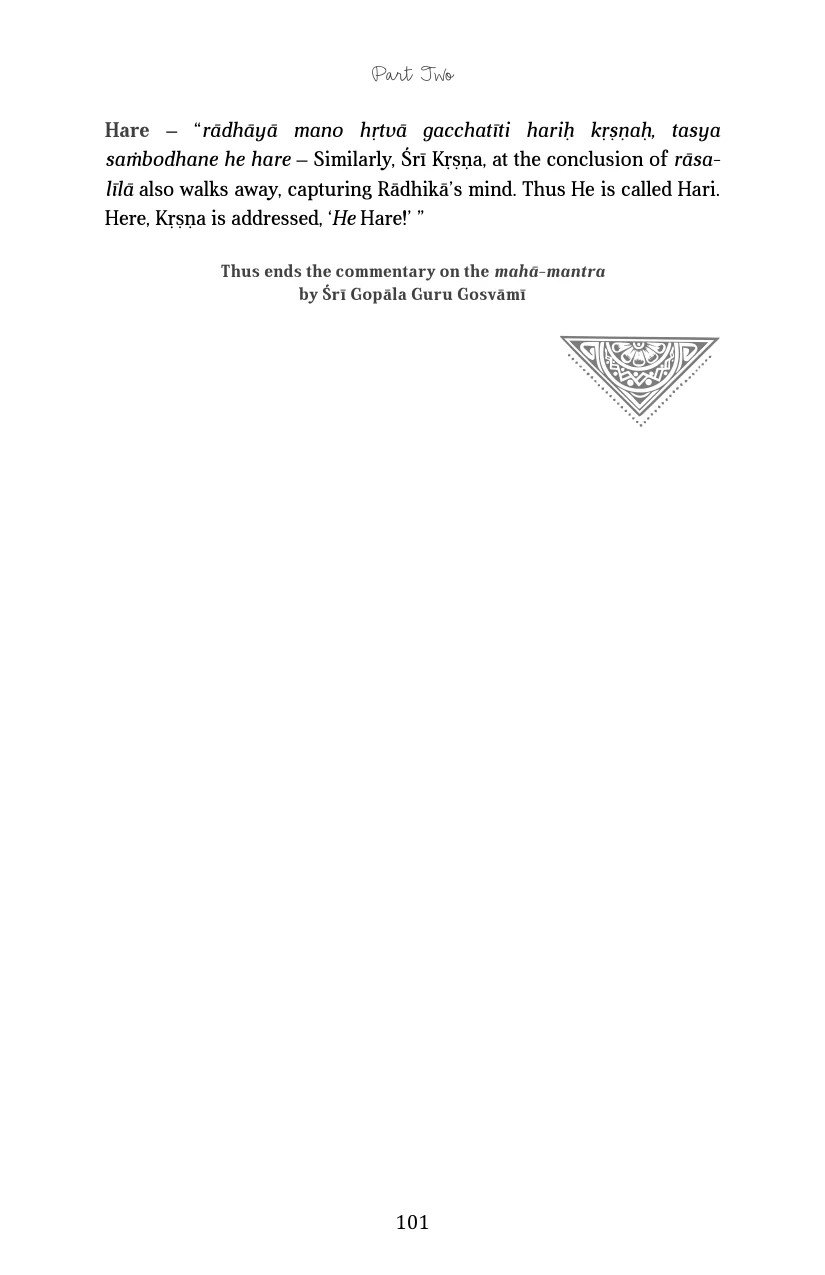 Part Two
Hare – “rādhāyā mano hṛtvā gacchatīti hariḥ kṛṣṇaḥ, tasya
saṁbodhane he hare – Similarly, Śrī Kṛṣṇa, at the conclusion of rāsa-
līlā also walks away, capturing Rādhikā’s mind. Thus He is called Hari.
Here, Kṛṣṇa is addressed, ‘He Hare!’ ”
Thus ends the commentary on the mahā-mantra
by Śrī Gopāla Guru Gosvāmī
101